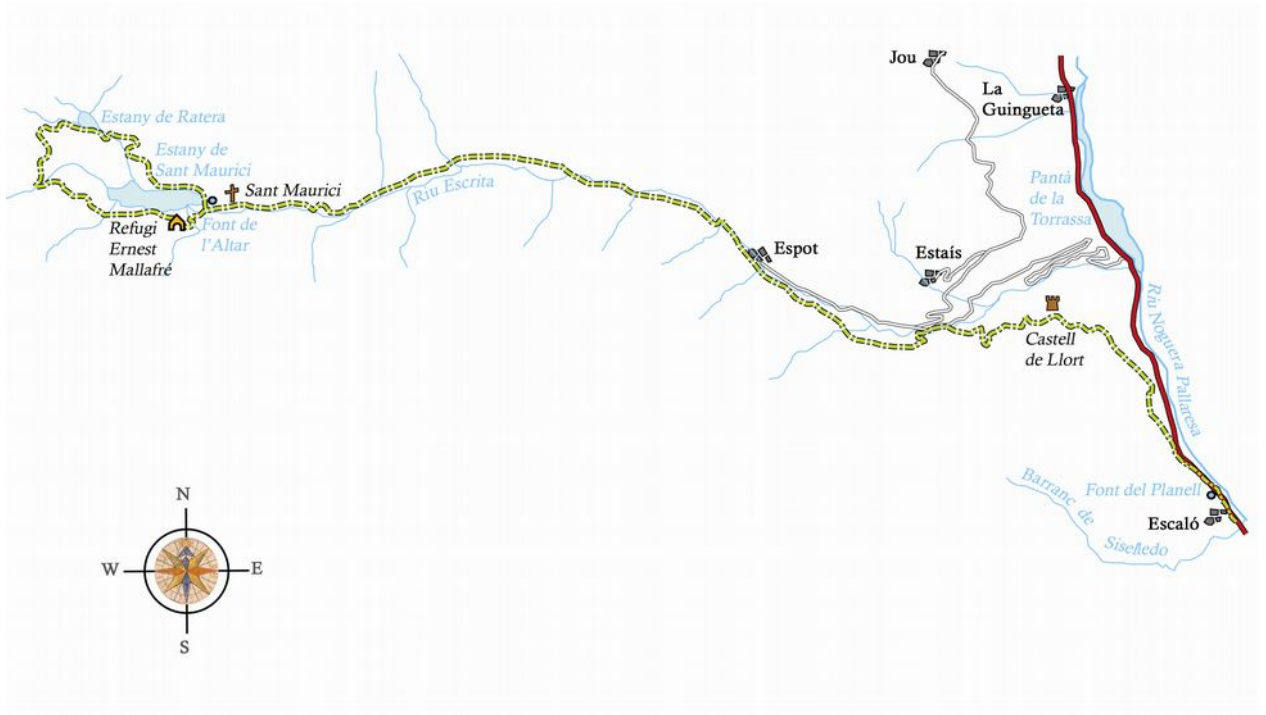 Jou
La
Guingueta
Estany de Ratera
Estany de
Sant Maurici
Sant Maurici
Riu Escrita
Pantà
de la
Torrassa
Refugi
Ernest
Mallafré
Font de
l'Altar
Espot
Estaís
Castell
de Llort
Riu Noguera Pallaresa
Font del Planell
Escaló
Barranc de
Siselledo
N
W
E
S